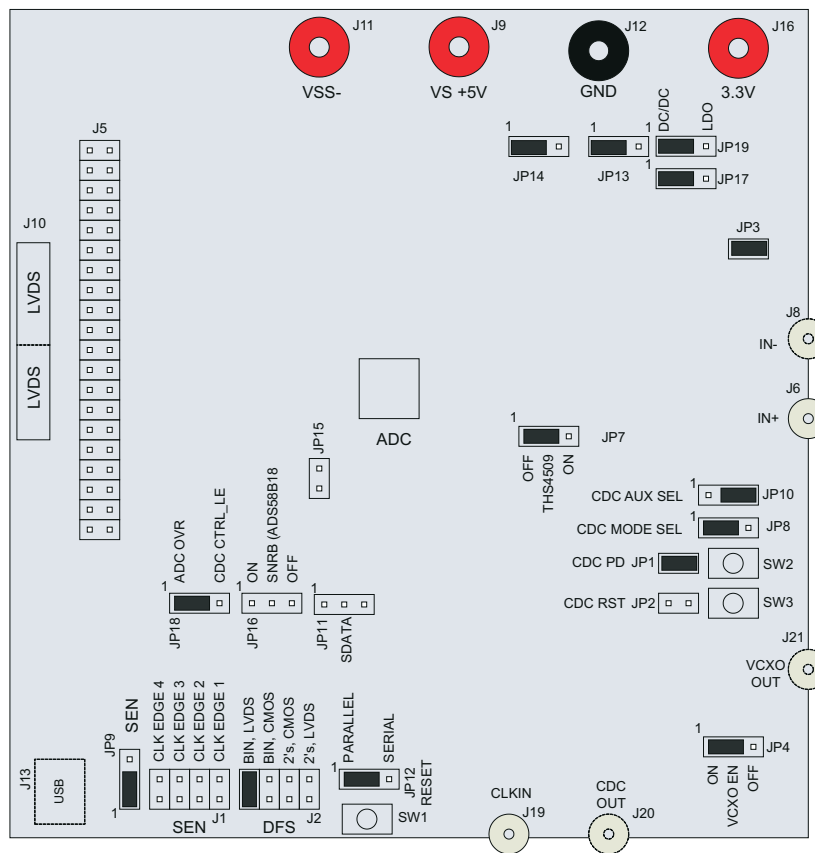 J11
J9
J12
J16
VSS-
VS +5V
GND
3.3V
J5
1
JP14
1
JP13
1
DC/DC
LDO
JP19
1
JP17
J10
LVDS
LVDS
JP3
J8
IN-
J6
IN+
ADC
JP15
1
JP7
OFF
THS4509
ON
CDC AUX SEL
1
JP10
CDC MODE SEL
1
JP8
CDC PD
JP1
SW2
CDC RST
JP2
SW3
1
ADC OVR
CDC CTRL_LE
JP18
1
ON
SNRB (ADS58B18
OFF
JP16
1
JP11
SDATA
J21
VCXO
OUT
JP9
SEN
1
CLK EDGE 4
CLK EDGE 3
CLK EDGE 2
CLK EDGE 1
SEN
J1
BIN, LVDS
BIN, CMOS
2's, CMOS
2's, LVDS
DFS
J2
PARALLEL
SERIAL
1
JP12
RESET
SW1
J13
USB
1
JP4
ON
VCXO EN
OFF
CLKIN
J19
CDC
OUT
J20